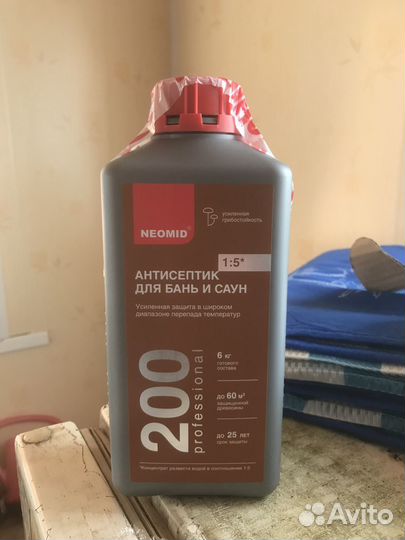 NEOMID®
усиленная
грибостойкость
1:5*
АНТИСЕПТИК
ДЛЯ БАНЬ И САУН
Усиленная защита в широком
диапазоне перепада температур
200
professional
6 кг
готового
состава
до 60 м²
защищенной
древесины
до 25 лет
срок защиты
*Концентрат развести водой в соотношении 1:5
Avito